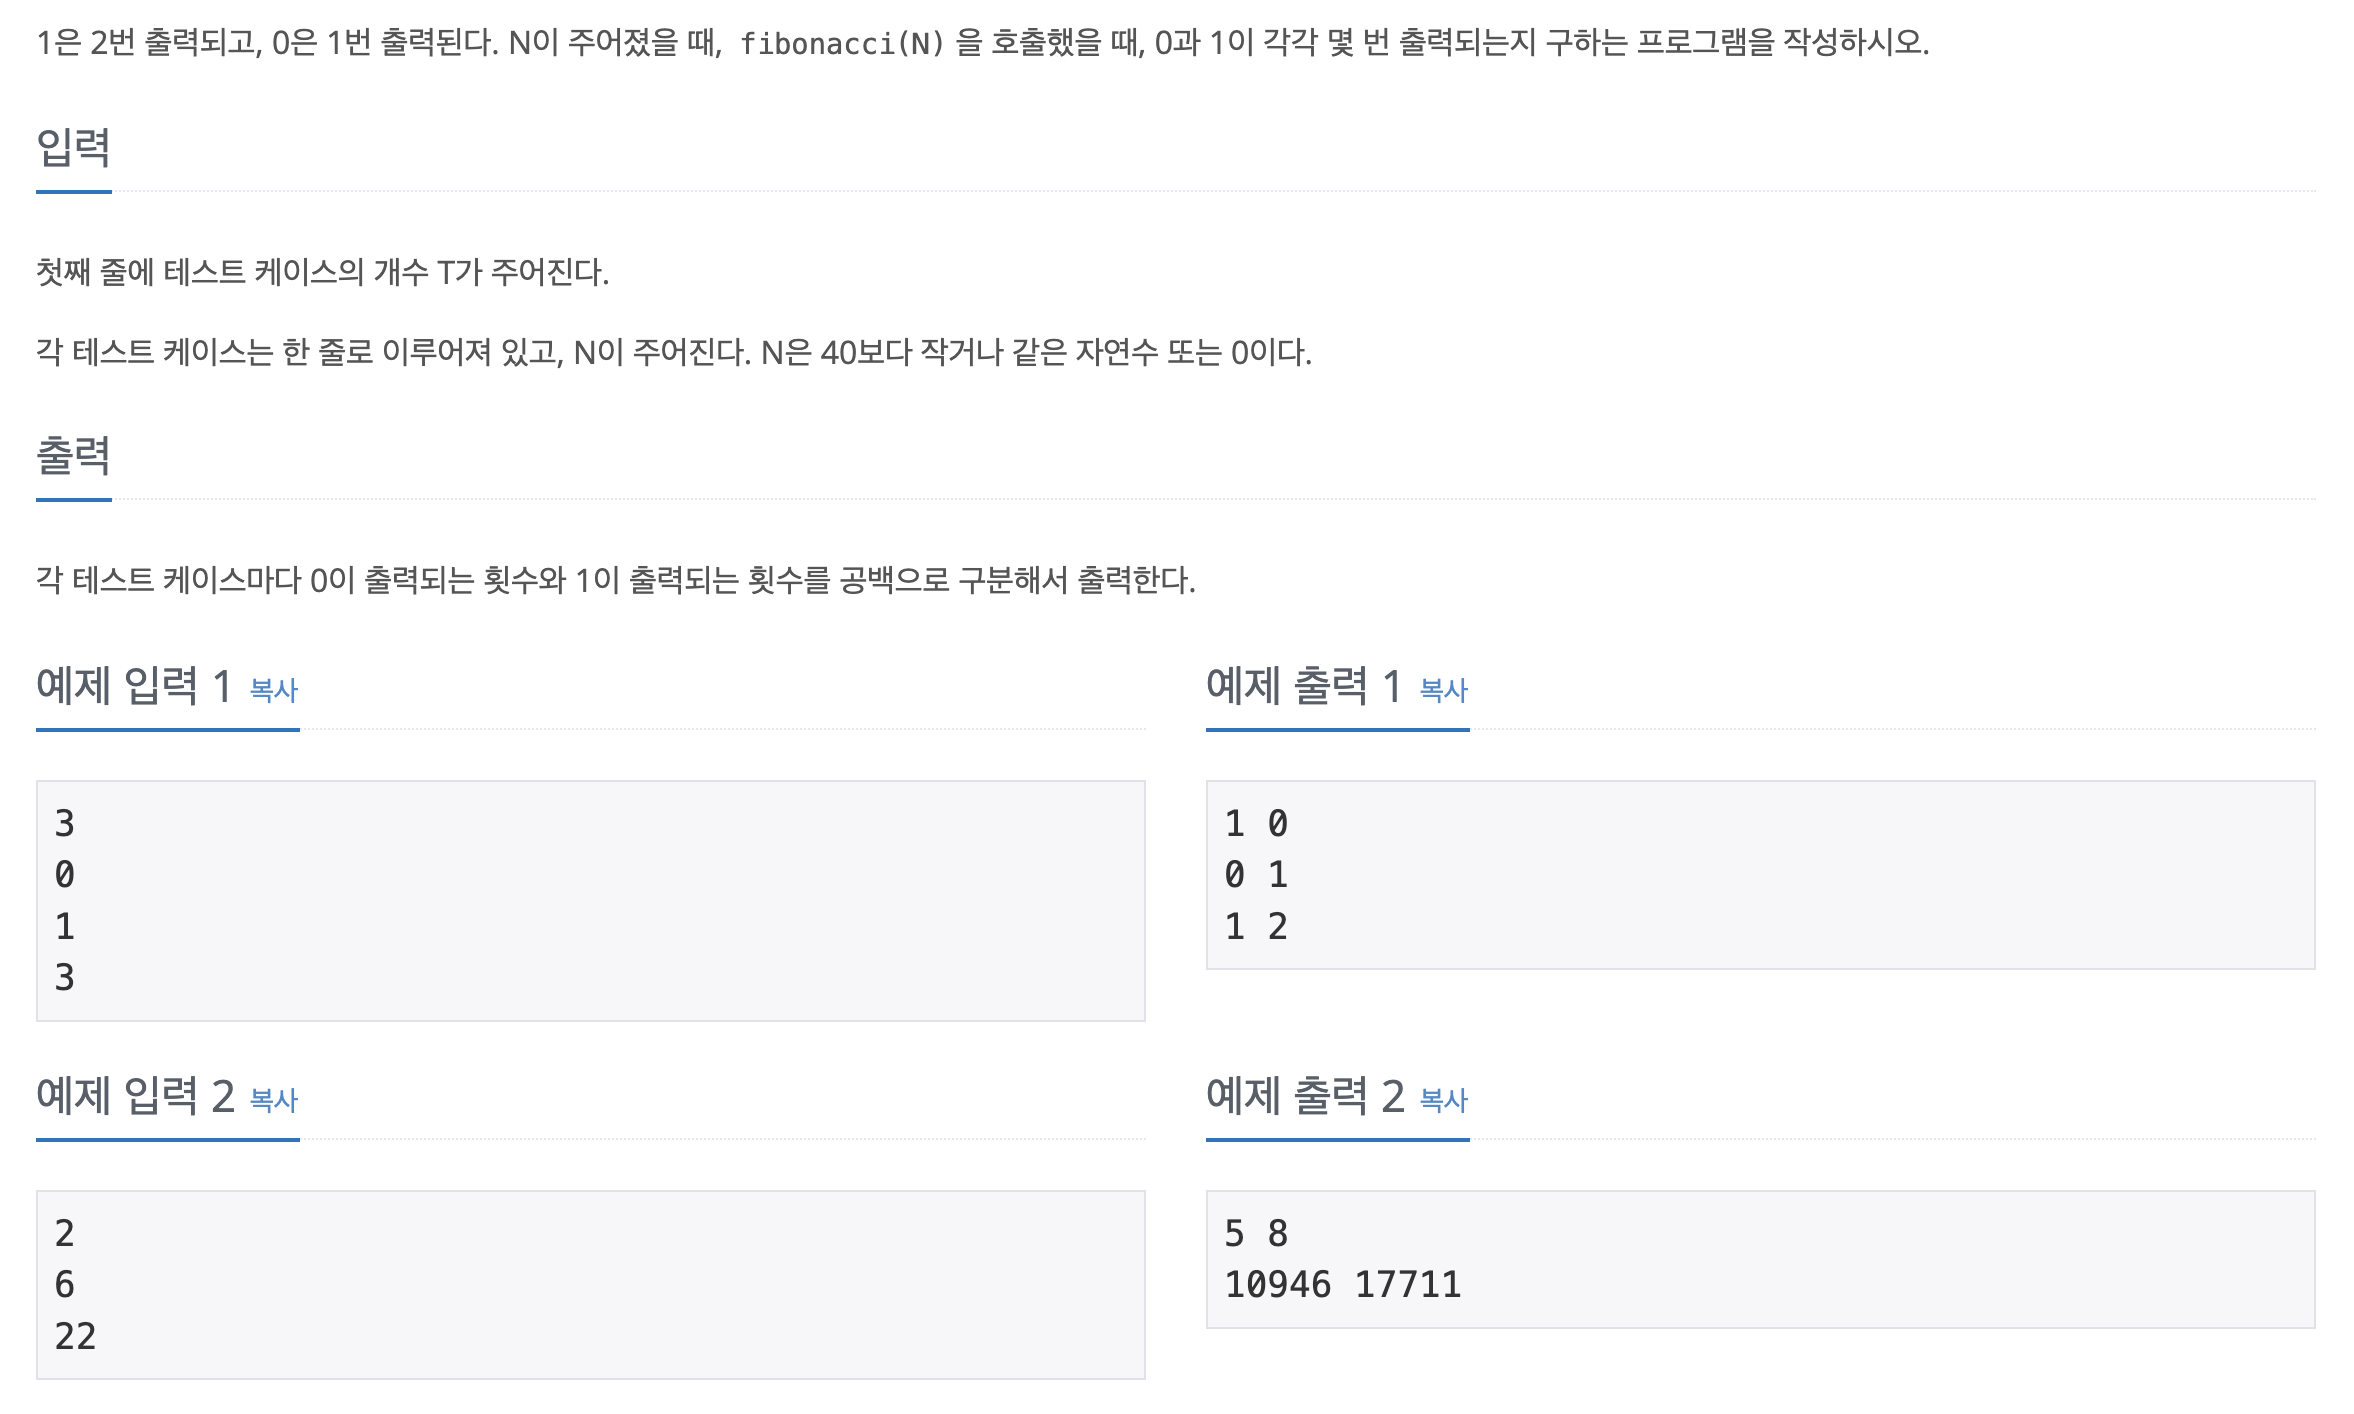 1은 2번 출력되고, 0은 1번 출력된다. N이 주어졌을 때, fibonacci(N) 을 호출했을 때, 0과 1이 각각 몇 번 출력되는지 구하는 프로그램을 작성하시오.
입력
첫째 줄에 테스트 케이스의 개수 T가 주어진다.
각 테스트 케이스는 한 줄로 이루어져 있고, N이 주어진다. N은 40보다 작거나 같은 자연수 또는 0이다.
출력
각 테스트 케이스마다 0이 출력되는 횟수와 1이 출력되는 횟수를 공백으로 구분해서 출력한다.
예제 입력 1 복사
3
0
1
3
예제 출력 1 복사
1 0
0 1
1 2
예제 입력 2 복사
2
6
22
예제 출력 2 복사
5 8
10946 17711